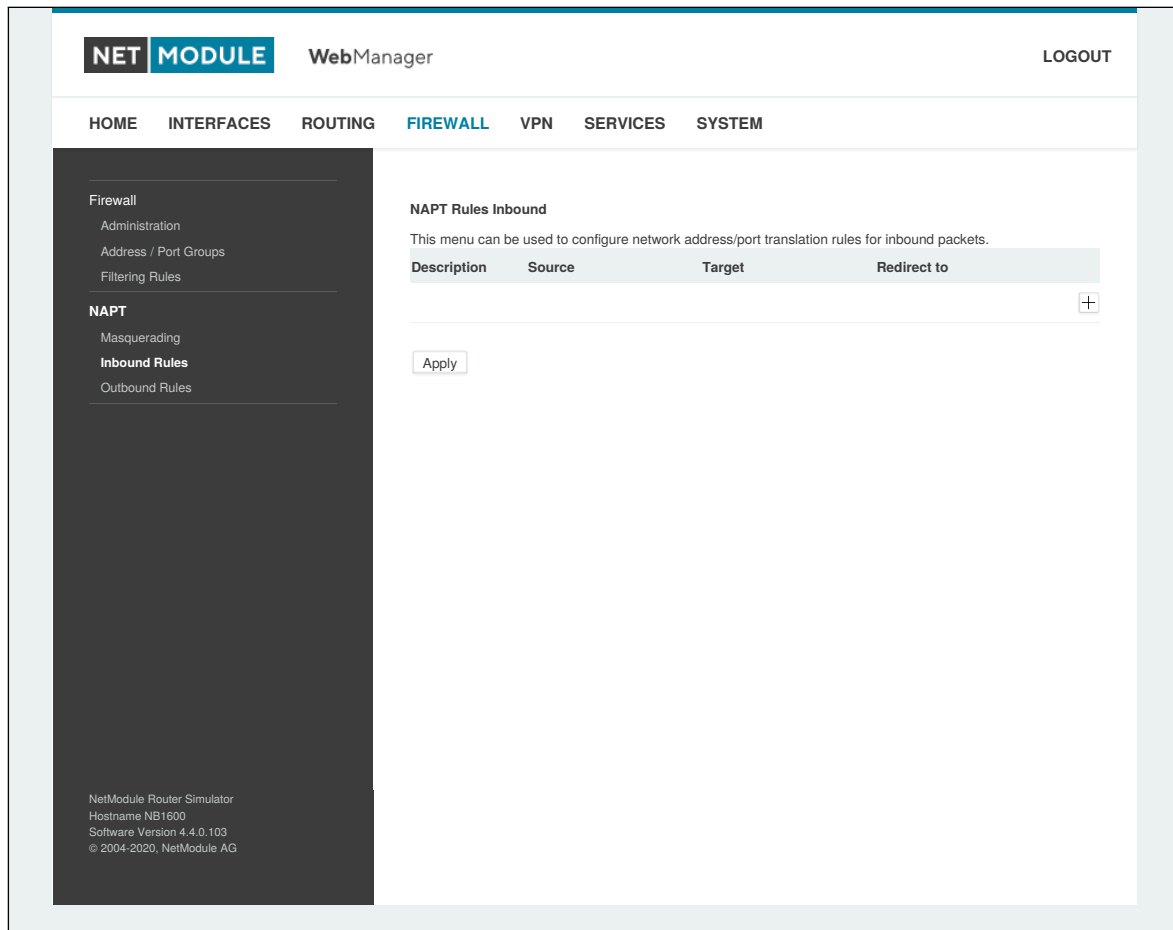 NET MODULE WebManager LOGOUT
HOME INTERFACES ROUTING FIREWALL VPN SERVICES SYSTEM
Firewall
Administration
Address / Port Groups
Filtering Rules
NAPT
Masquerading
Inbound Rules
Outbound Rules
NetModule Router Simulator
Hostname NB1600
Software Version 4.4.0.103
© 2004-2020, NetModule AG
NAPT Rules Inbound
This menu can be used to configure network address/port translation rules for inbound packets.
Description Source Target Redirect to
Apply